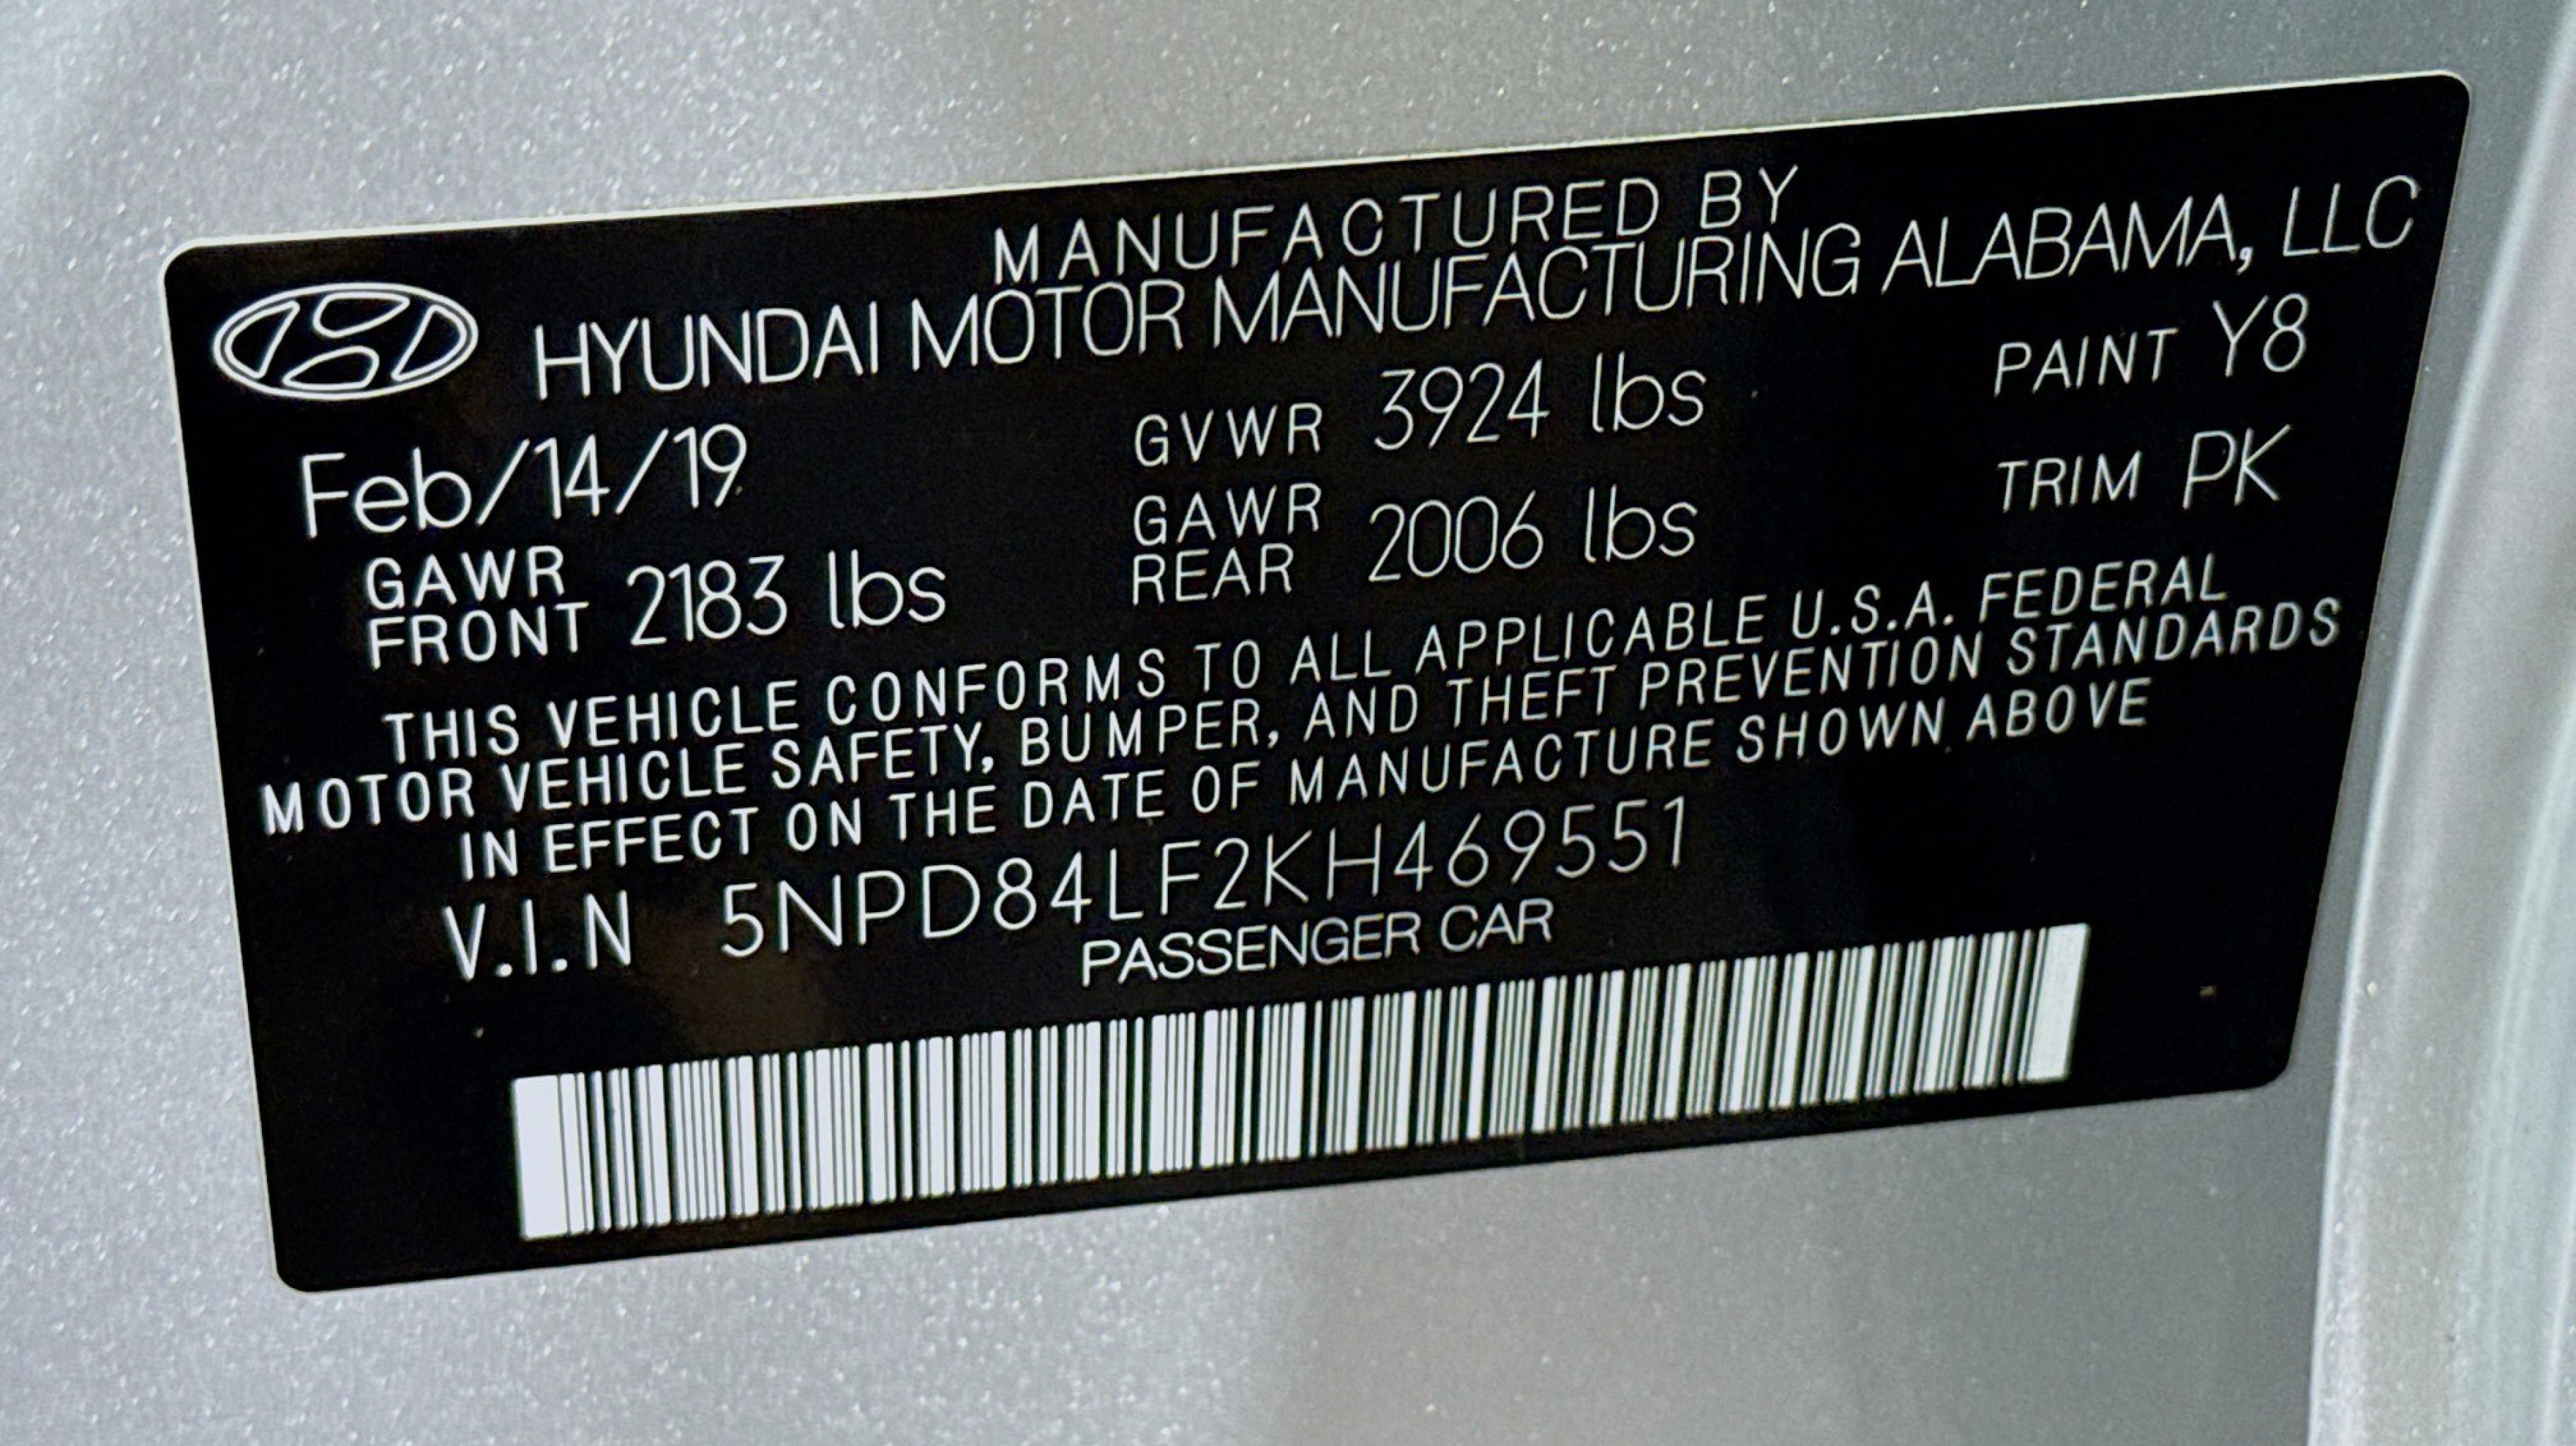 MANUFACTURED BY
HYUNDAI MOTOR MANUFACTURING ALABAMA, LLC
Feb/14/19 GVWR 3924 lbs PAINT Y8
GAWR FRONT 2183 lbs GAWR REAR 2006 lbs TRIM PK
THIS VEHICLE CONFORMS TO ALL APPLICABLE U.S.A. FEDERAL
MOTOR VEHICLE SAFETY, BUMPER, AND THEFT PREVENTION STANDARDS
IN EFFECT ON THE DATE OF MANUFACTURE SHOWN ABOVE
V.I.N 5NPD84LF2KH469551
PASSENGER CAR